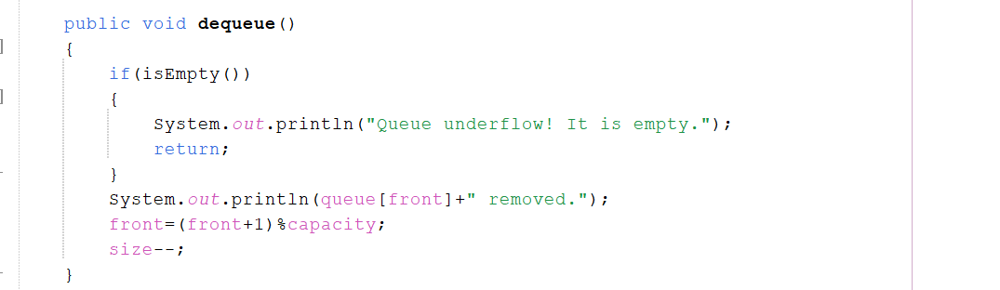 public void dequeue()
{
if(isEmpty())
{
System.out.println("Queue underflow! It is empty.");
return;
}
System.out.println(queue[front]+" removed.");
front=(front+1)%capacity;
size--;
}